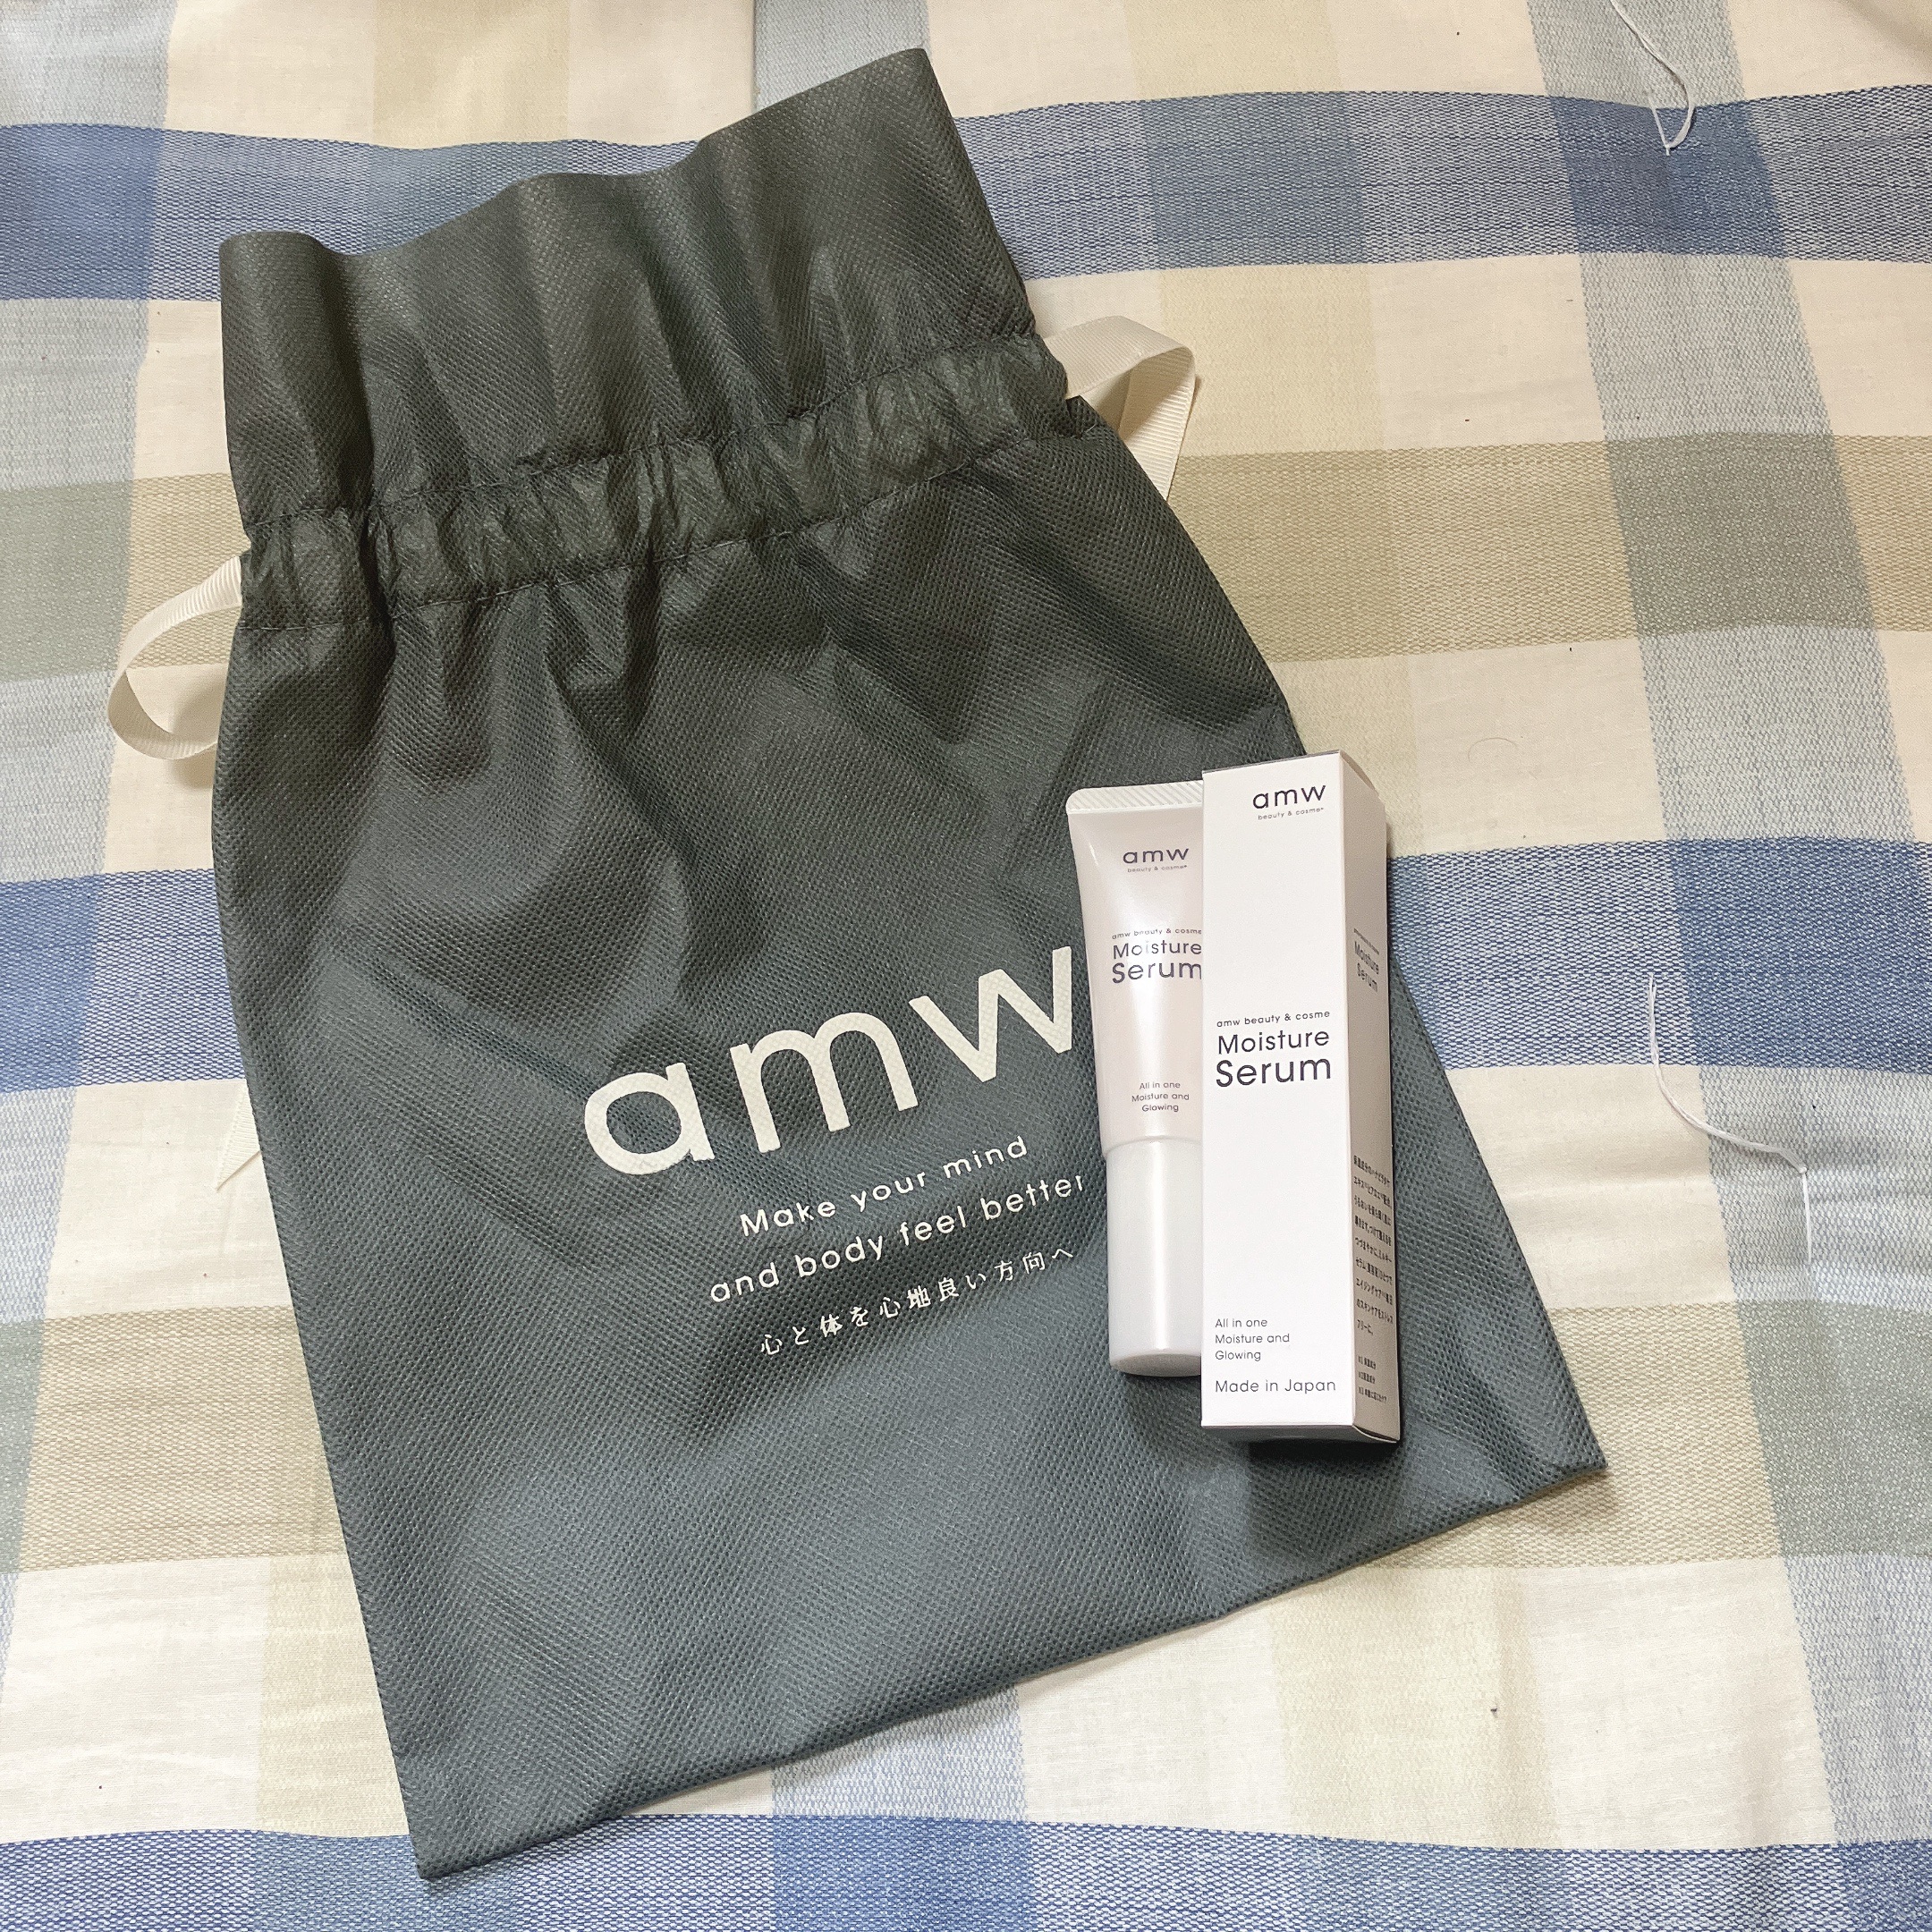 amw
Make your mind
and body feel better
心と体を心地良い方向へ
amw
beauty & cosme
amw beauty & cosme
Moisture
Serum
All in one
Moisture and
Glowing
amw
beauty & cosme
amw beauty & cosme
Moisture
Serum
All in one
Moisture and
Glowing
Made in Japan
Moisture
Serum